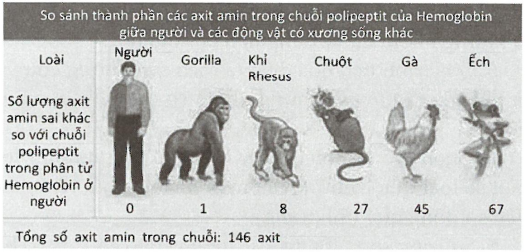 So sánh thành phần các axit amin trong chuỗi polipeptit của Hemoglobin
giữa người và các động vật có xương sống khác
Loài
Người
Gorilla
Khỉ
Rhesus
Chuột
Gà
Ếch
Số lượng axit
amin sai khác
so với chuỗi
polipeptit
trong phân tử
Hemoglobin ở
người
0
1
8
27
45
67
Tổng số axit amin trong chuỗi: 146 axit